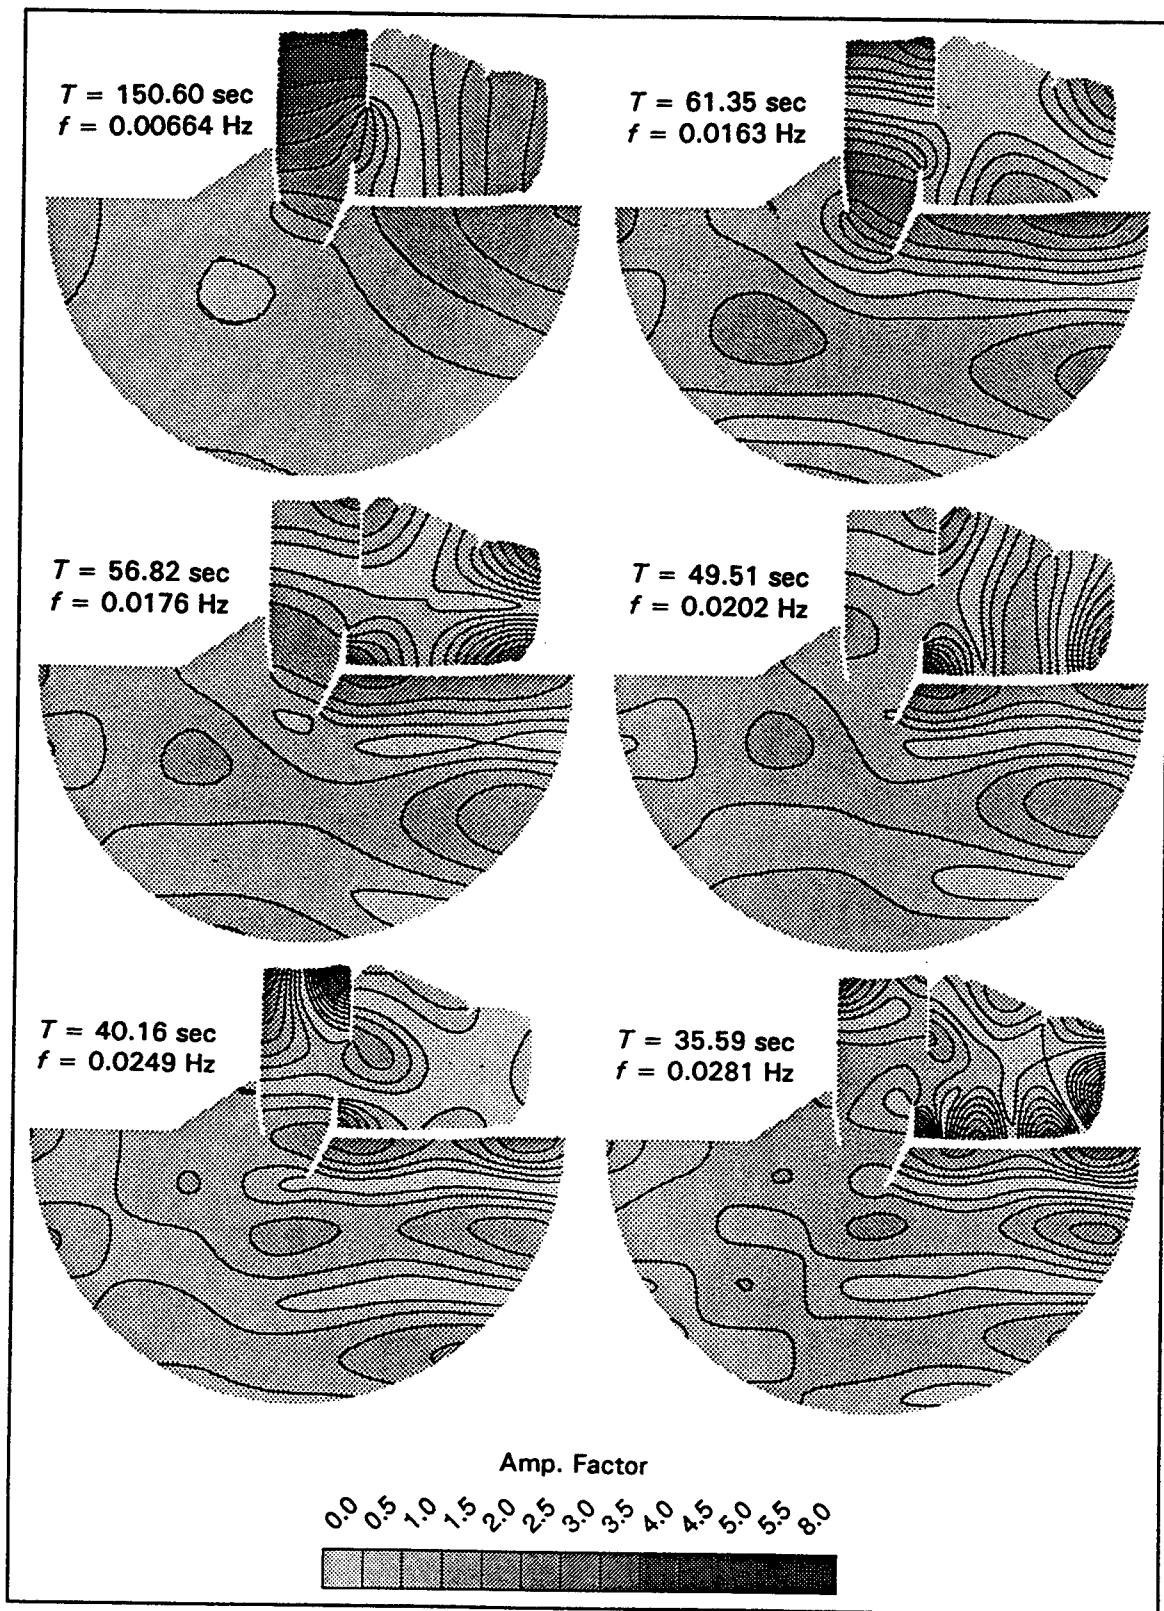 T = 150.60 sec
f = 0.00664 Hz
T = 61.35 sec
f = 0.0163 Hz
T = 56.82 sec
f = 0.0176 Hz
T = 49.51 sec
f = 0.0202 Hz
T = 40.16 sec
f = 0.0249 Hz
T = 35.59 sec
f = 0.0281 Hz
Amp. Factor
0.0 0.5 1.0 1.5 2.0 2.5 3.0 3.5 4.0 5.0 5.5 8.0